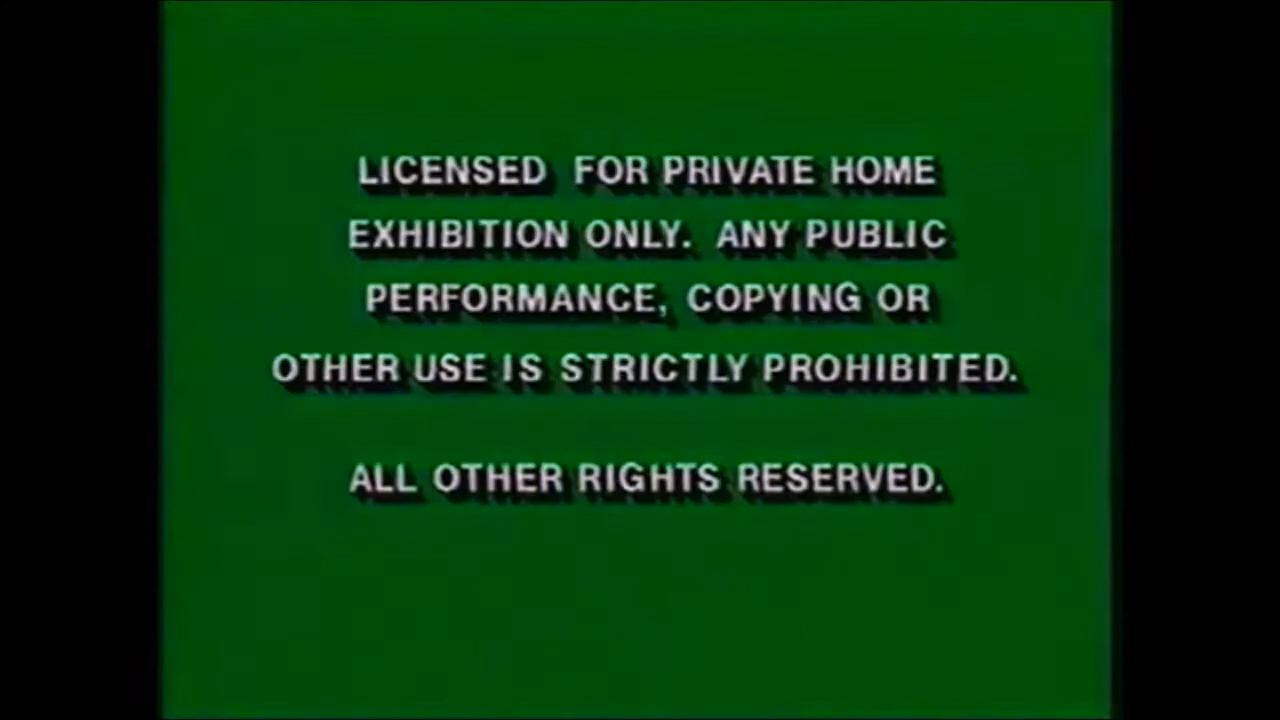 LICENSED FOR PRIVATE HOME
EXHIBITION ONLY. ANY PUBLIC
PERFORMANCE, COPYING OR
OTHER USE IS STRICTLY PROHIBITED.
ALL OTHER RIGHTS RESERVED.